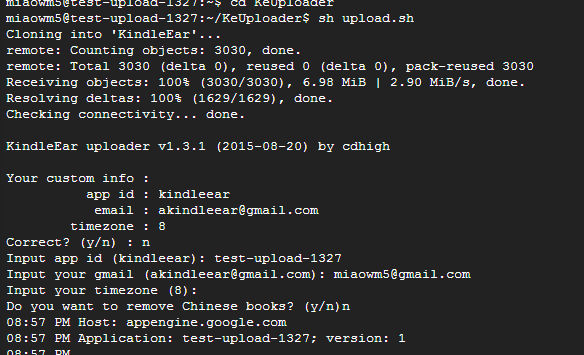 miaowm5@test-upload-1327:~$ cd KeUploader
miaowm5@test-upload-1327:~/KeUploader$ sh upload.sh
Cloning into 'KindleEar'...
remote: Counting objects: 3030, done.
remote: Total 3030 (delta 0), reused 0 (delta 0), pack-reused 3030
Receiving objects: 100% (3030/3030), 6.98 MiB | 2.90 MiB/s, done.
Resolving deltas: 100% (1629/1629), done.
Checking connectivity... done.
KindleEar uploader v1.3.1 (2015-08-20) by cdhigh
Your custom info :
app id : kindleear
email : akindleear@gmail.com
timezone : 8
Correct? (y/n) : n
Input app id (kindleear): test-upload-1327
Input your gmail (akindleear@gmail.com): miaowm5@gmail.com
Input your timezone (8):
Do you want to remove Chinese books? (y/n)n
08:57 PM Host: appengine.google.com
08:57 PM Application: test-upload-1327; version: 1
08:57 PM